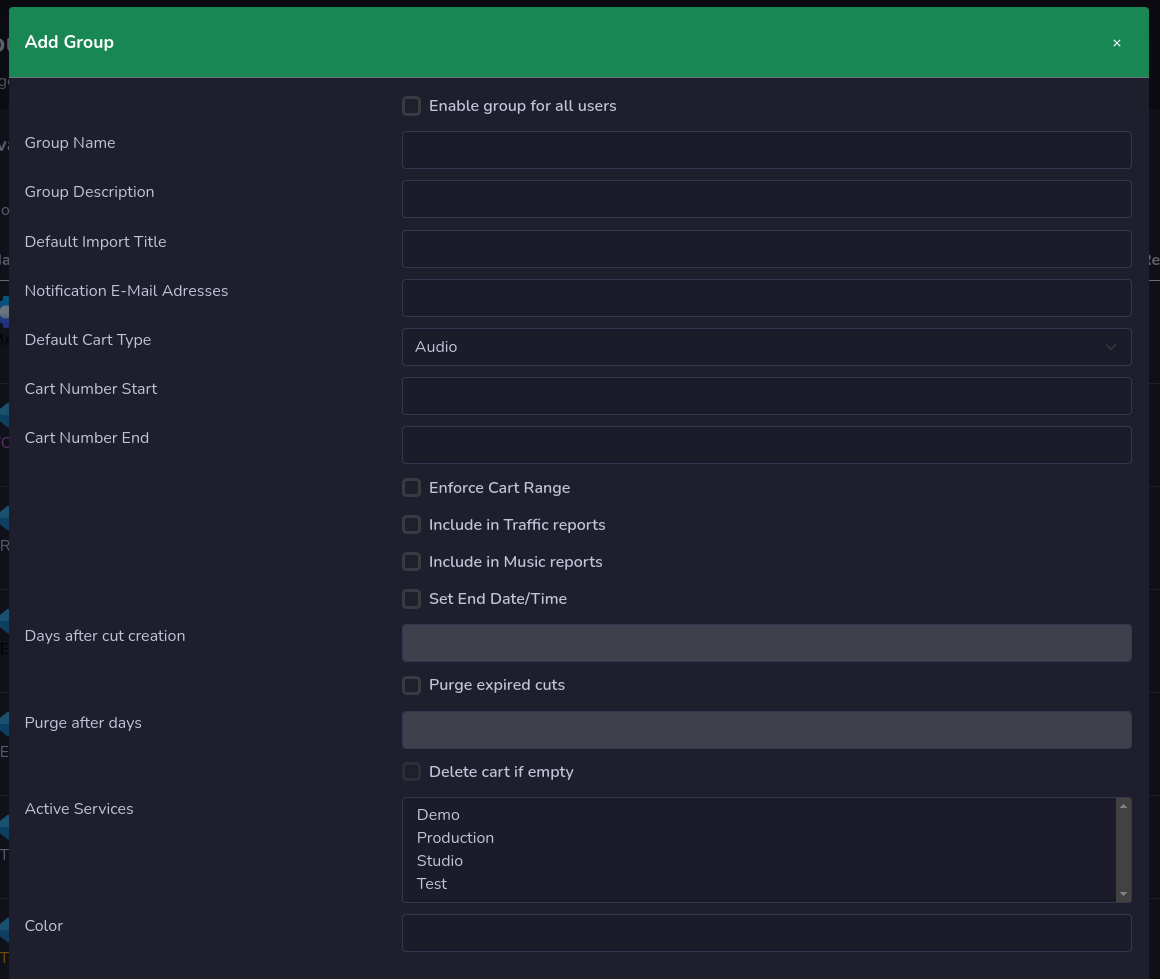 Add Group
×
Enable group for all users
Group Name
Group Description
Default Import Title
Notification E-Mail Adresses
Default Cart Type
Audio
Cart Number Start
Cart Number End
Enforce Cart Range
Include in Traffic reports
Include in Music reports
Set End Date/Time
Days after cut creation
Purge expired cuts
Purge after days
Delete cart if empty
Active Services
Demo
Production
Studio
Test
Color